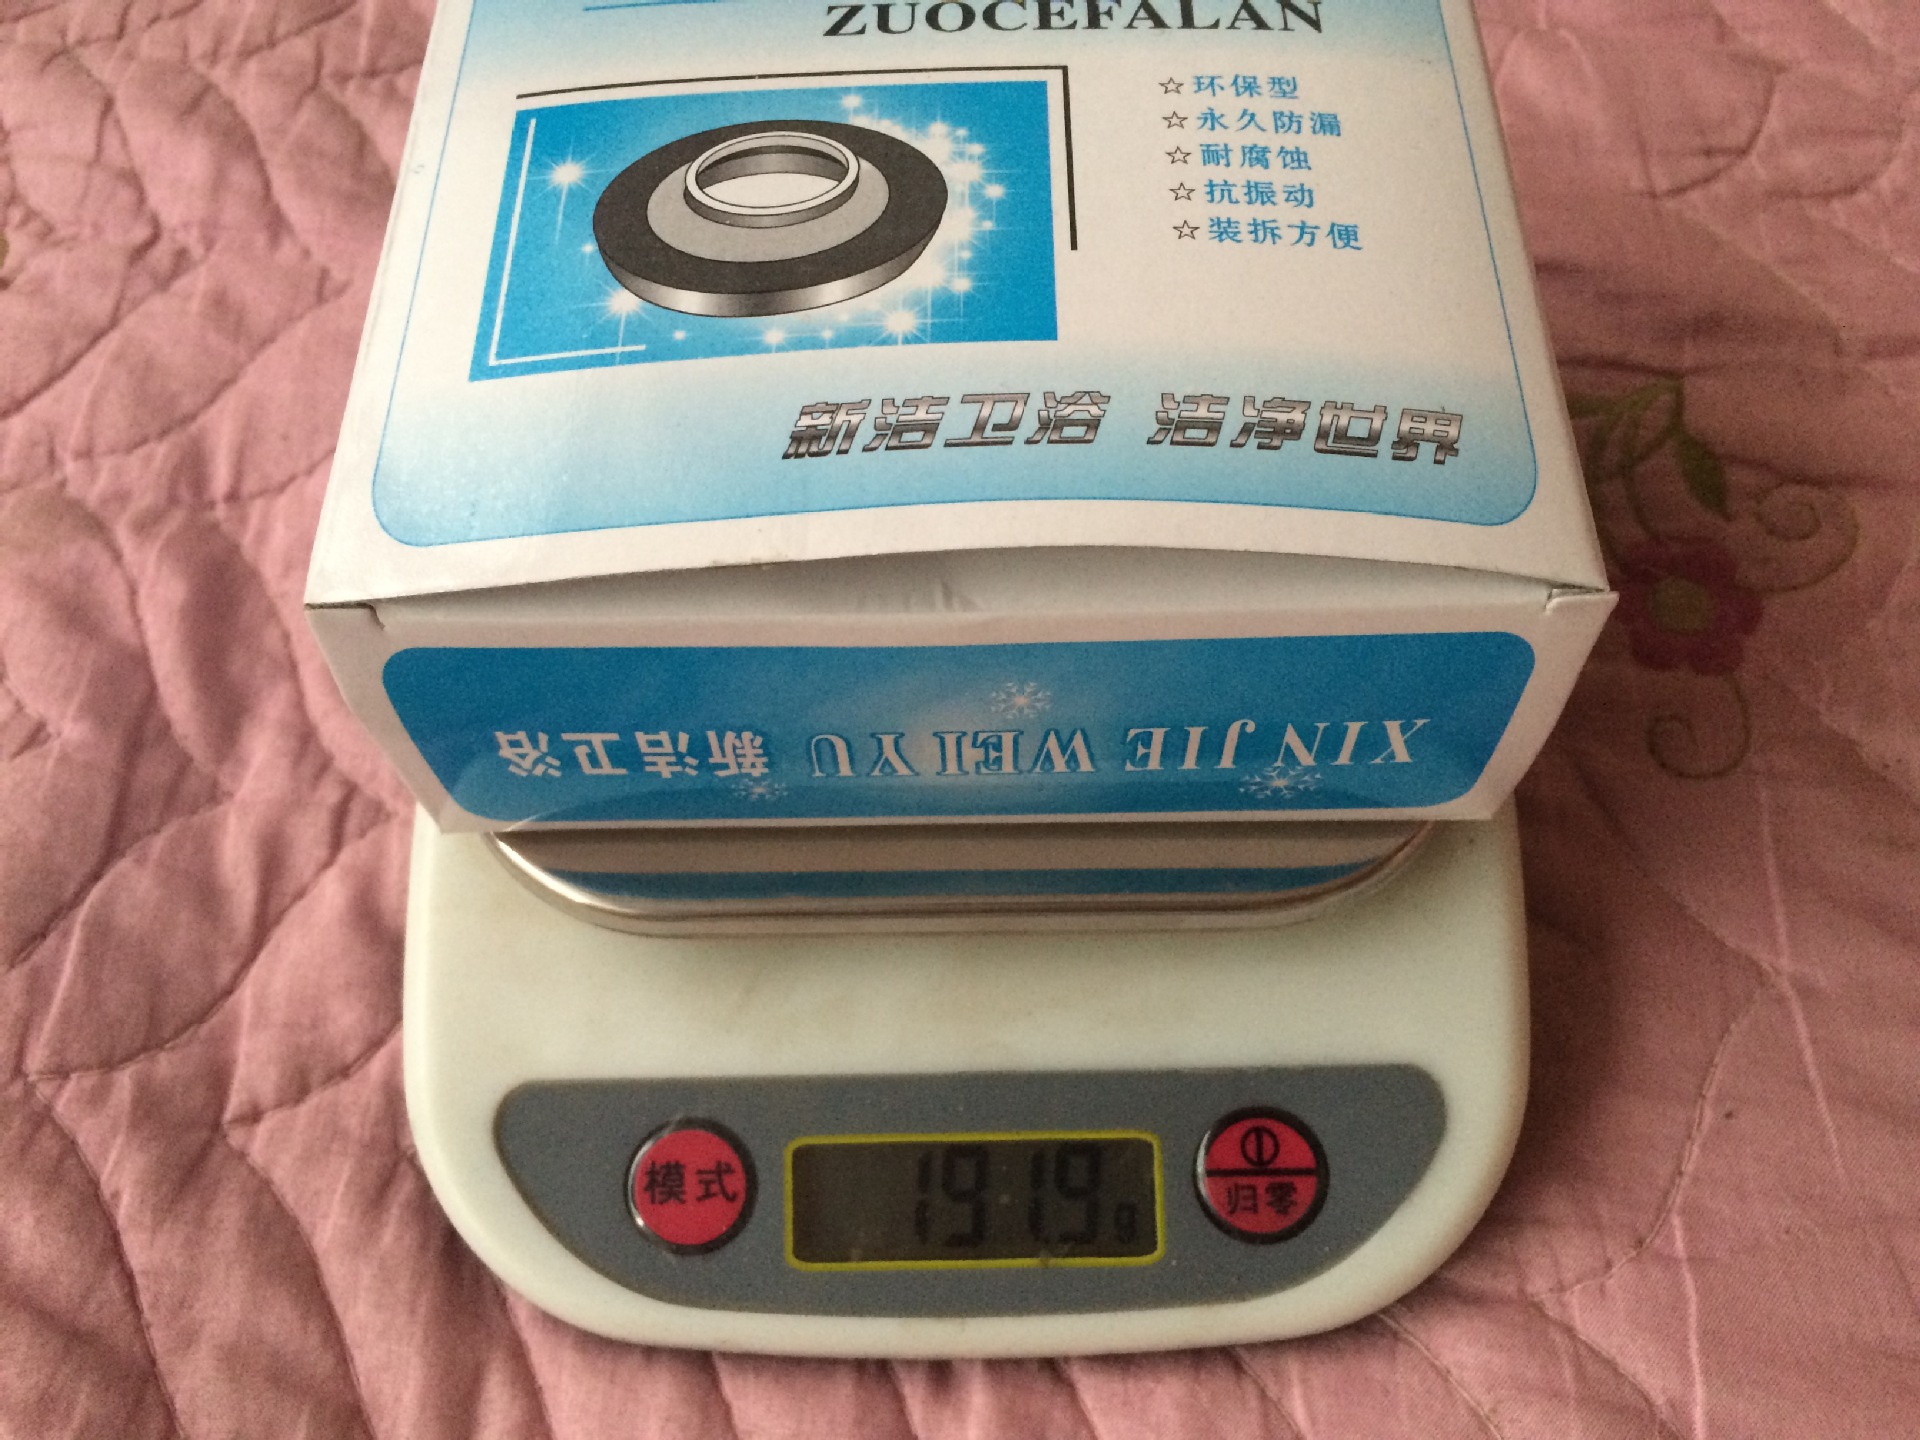 ZUOCEFALAN
☆环保型
☆永久防漏
☆耐腐蚀
☆抗振动
☆装拆方便
新洁卫浴 洁净世界
XIN JIE WEI YU 新洁卫浴
模式
1919g
归零